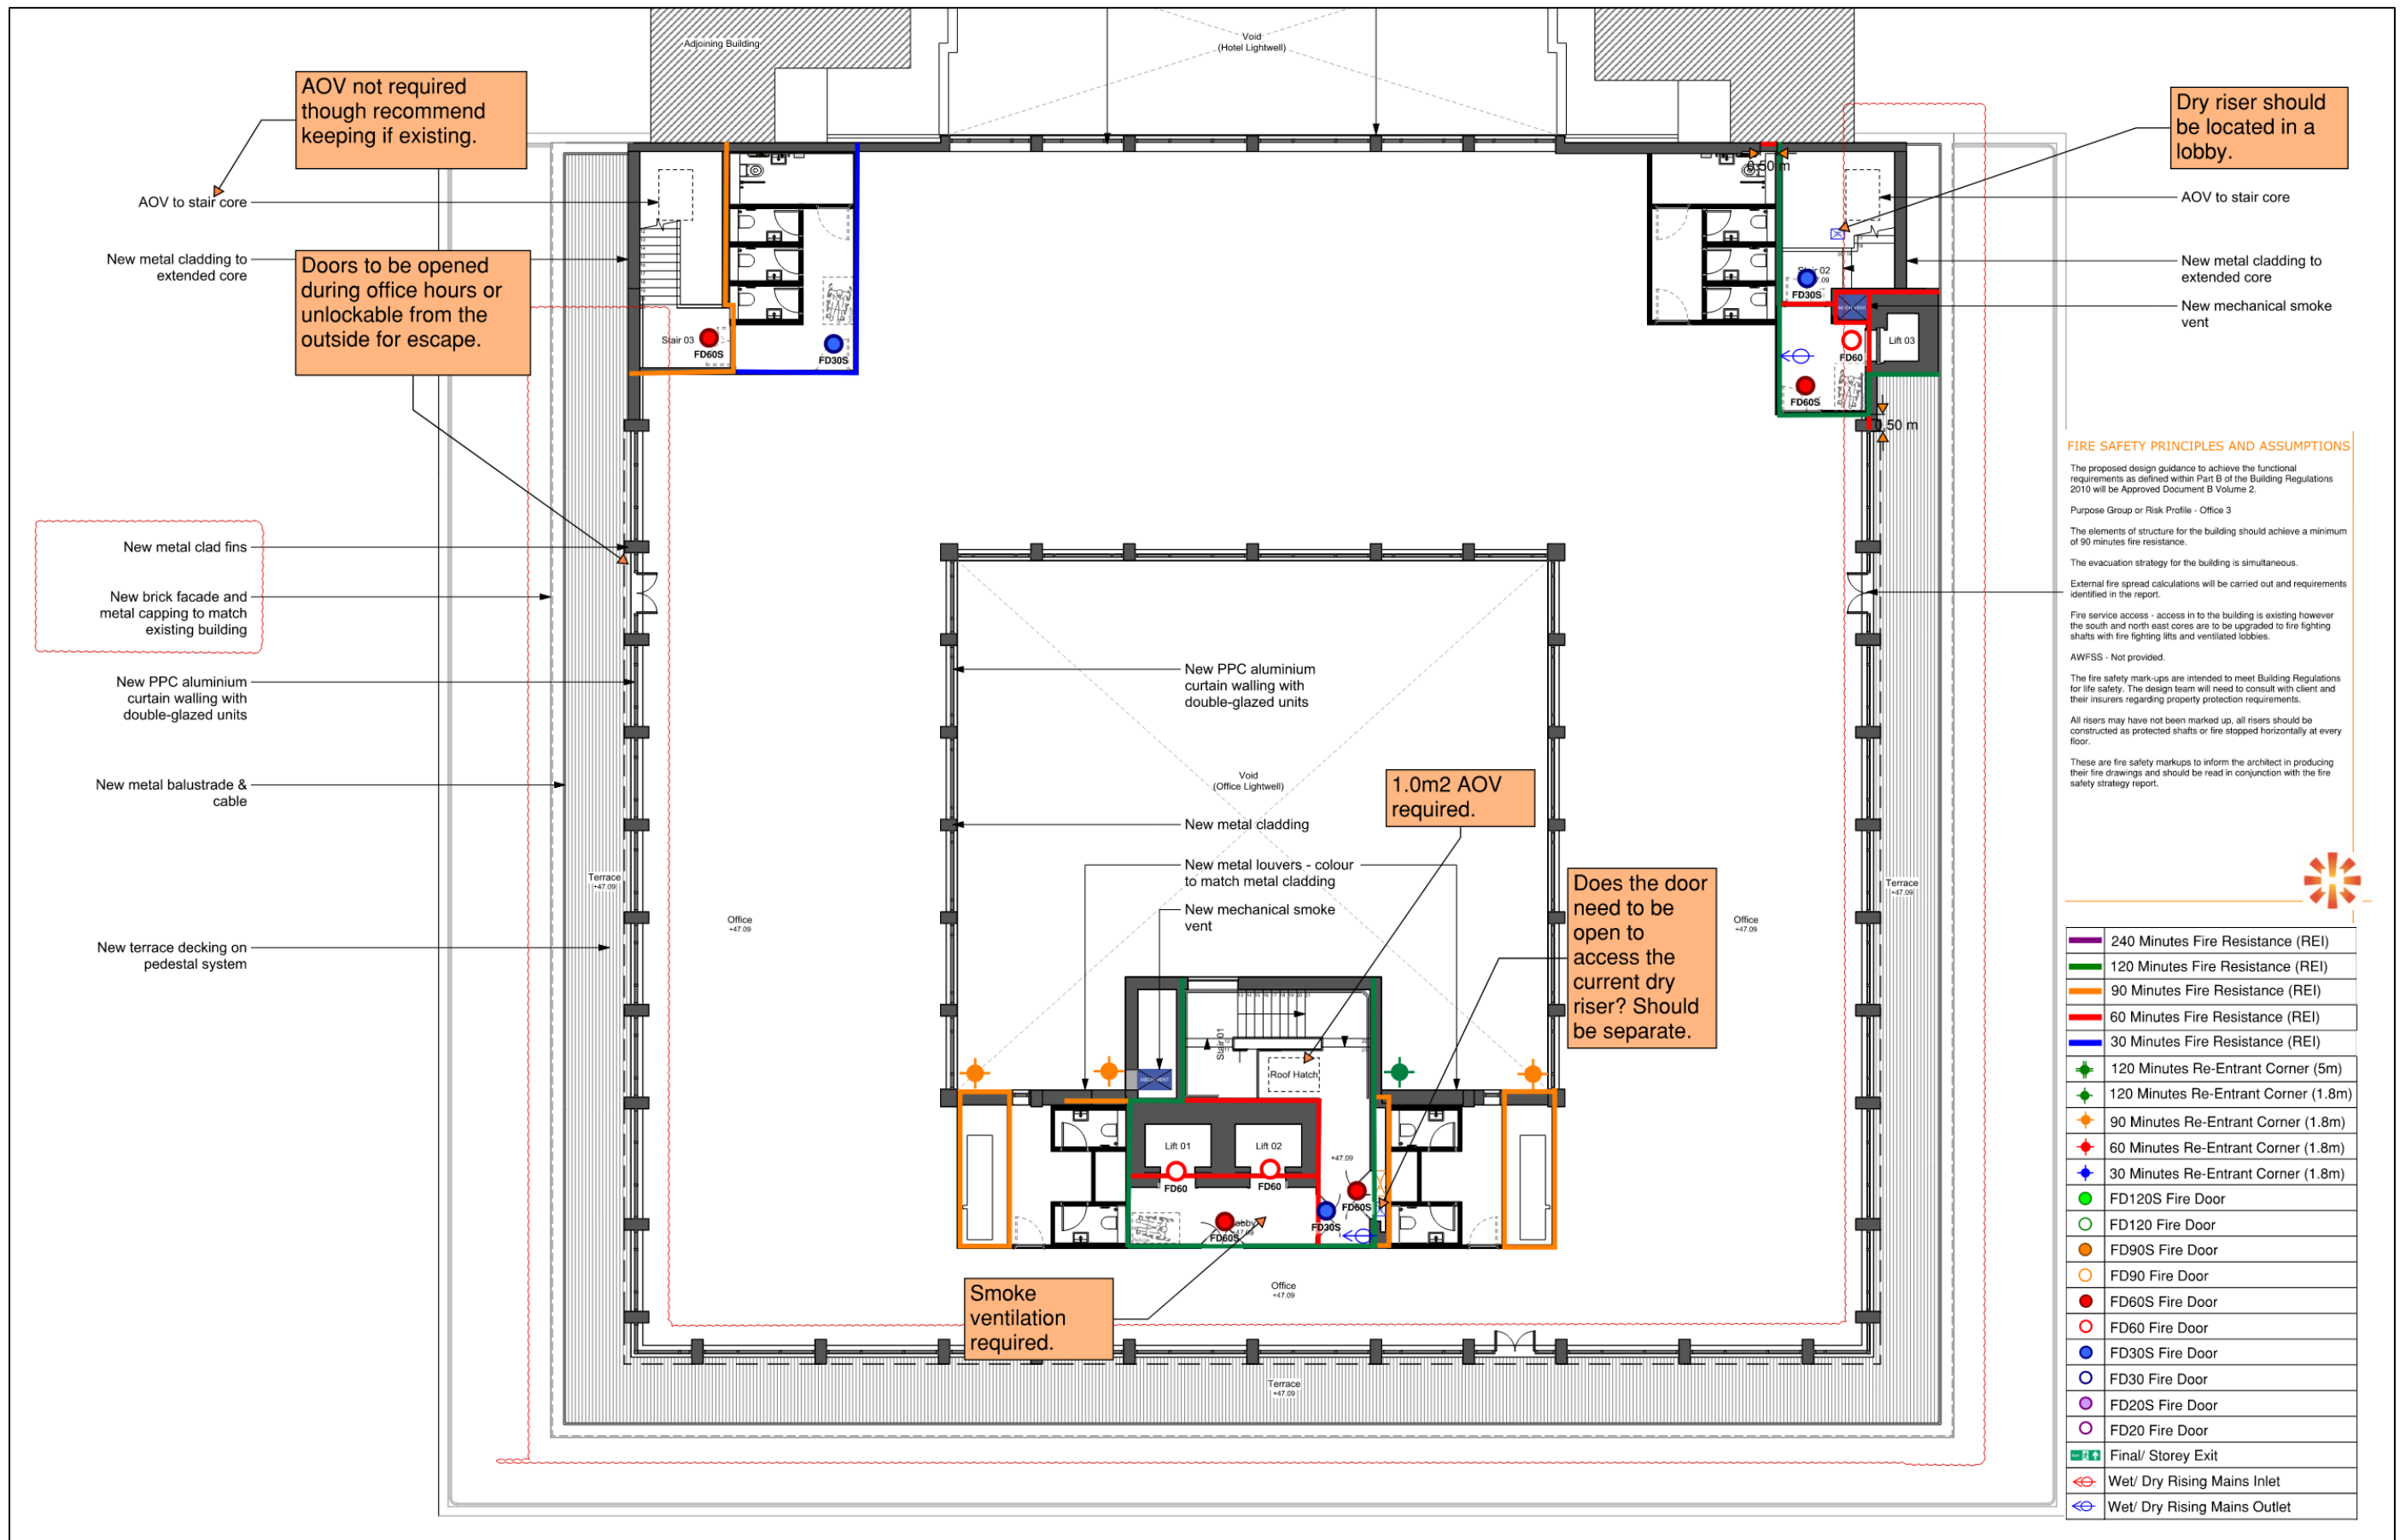 Adjoining Building
Void
(Hotel Lightwell)
AOV not required
though recommend
keeping if existing.
Dry riser should
be located in a
lobby.
0.50 m
AOV to stair core
AOV to stair core
New metal cladding to
extended core
Doors to be opened
during office hours or
unlockable from the
outside for escape.
New metal cladding to
extended core
Stair 02
FD30S
New mechanical smoke
vent
MECH VENT
Stair 03
FD60S
FD30S
Lift 03
FD60
FD60S
0.50 m
FIRE SAFETY PRINCIPLES AND ASSUMPTIONS
The proposed design guidance to achieve the functional
requirements as defined within Part B of the Building Regulations
2010 will be Approved Document B Volume 2.
Purpose Group or Risk Profile - Office 3
The elements of structure for the building should achieve a minimum
of 90 minutes fire resistance.
The evacuation strategy for the building is simultaneous.
External fire spread calculations will be carried out and requirements
identified in the report.
Fire service access - access in to the building is existing however
the south and north east cores are to be upgraded to fire fighting
shafts with fire fighting lifts and ventilated lobbies.
AWFSS - Not provided.
The fire safety mark-ups are intended to meet Building Regulations
for life safety. The design team will need to consult with client and
their insurers regarding property protection requirements.
All risers may have not been marked up, all risers should be
constructed as protected shafts or fire stopped horizontally at every
floor.
These are fire safety markups to inform the architect in producing
their fire drawings and should be read in conjunction with the fire
safety strategy report.
New metal clad fins
New brick facade and
metal capping to match
existing building
New PPC aluminium
curtain walling with
double-glazed units
New metal balustrade &
cable
New terrace decking on
pedestal system
New PPC aluminium
curtain walling with
double-glazed units
Void
(Office Lightwell)
1.0m2 AOV
required.
New metal cladding
New metal louvers - colour
to match metal cladding
New mechanical smoke
vent
Does the door
need to be
open to
access the
current dry
riser? Should
be separate.
Terrace
+47.09
Office
+47.09
Office
+47.09
Terrace
+47.09
Stair 01
Roof Hatch
MECH VENT
Lift 01
Lift 02
+47.09
FD60
FD60
FD60S
FD30S
Lobby
FD60S
Smoke
ventilation
required.
Office
+47.09
Terrace
+47.09
240 Minutes Fire Resistance (REI)
120 Minutes Fire Resistance (REI)
90 Minutes Fire Resistance (REI)
60 Minutes Fire Resistance (REI)
30 Minutes Fire Resistance (REI)
120 Minutes Re-Entrant Corner (5m)
120 Minutes Re-Entrant Corner (1.8m)
90 Minutes Re-Entrant Corner (1.8m)
60 Minutes Re-Entrant Corner (1.8m)
30 Minutes Re-Entrant Corner (1.8m)
FD120S Fire Door
FD120 Fire Door
FD90S Fire Door
FD90 Fire Door
FD60S Fire Door
FD60 Fire Door
FD30S Fire Door
FD30 Fire Door
FD20S Fire Door
FD20 Fire Door
Final/ Storey Exit
Wet/ Dry Rising Mains Inlet
Wet/ Dry Rising Mains Outlet